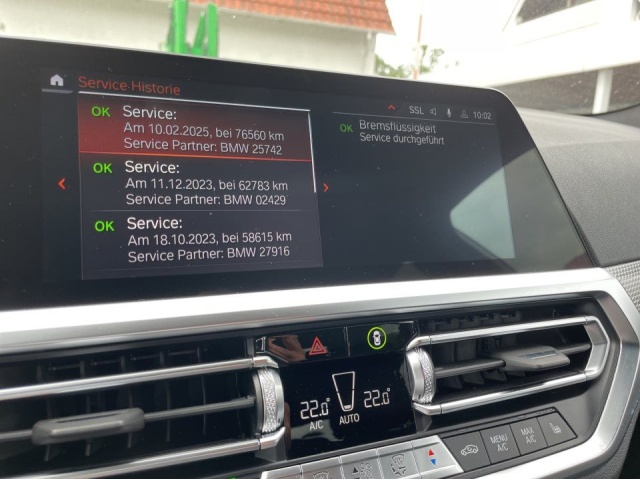 Service Historie
SSL 10:02
OK Service:
Am 10.02.2025, bei 76560 km
Service Partner: BMW 25742
OK Service:
Am 11.12.2023, bei 62783 km
Service Partner: BMW 02429
OK Service:
Am 18.10.2023, bei 58615 km
Service Partner: BMW 27916
OK Bremsflüssigkeit
Service durchgeführt
22.0 22.0
A/C AUTO
MENU A/C
MAX A/C